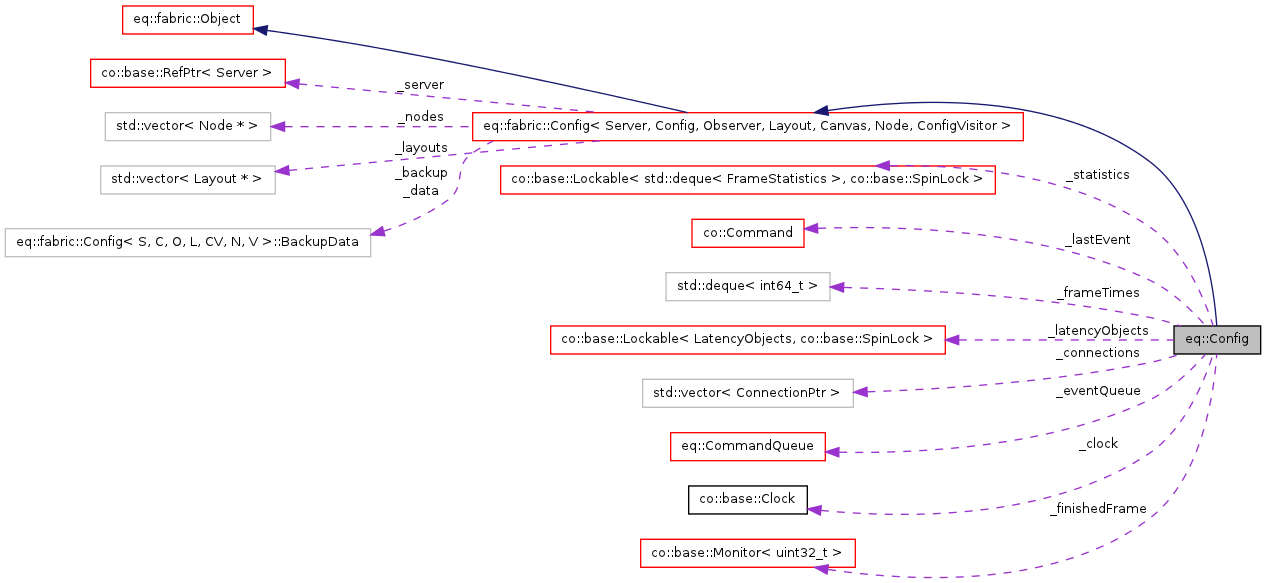 eq::fabric::Object
co::base::RefPtr< Server >
_server
std::vector< Node * >
_nodes
eq::fabric::Config< Server, Config, Observer, Layout, Canvas, Node, ConfigVisitor >
_layouts
std::vector< Layout * >
_backup
_data
co::base::Lockable< std::deque< FrameStatistics >, co::base::SpinLock >
_statistics
eq::fabric::Config< S, C, O, L, CV, N, V >::BackupData
co::Command
_lastEvent
std::deque< int64_t >
_frameTimes
co::base::Lockable< LatencyObjects, co::base::SpinLock >
_latencyObjects
eq::Config
_connections
std::vector< ConnectionPtr >
_eventQueue
eq::CommandQueue
_clock
co::base::Clock
_finishedFrame
co::base::Monitor< uint32_t >